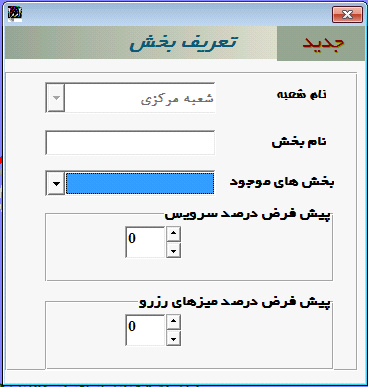 جدید
تعریف بخش
نام شعبه
شعبه مرکزی
نام بخش
بخش های موجود
پیش فرض درصد سرویس
0
پیش فرض درصد میزهای رزرو
0